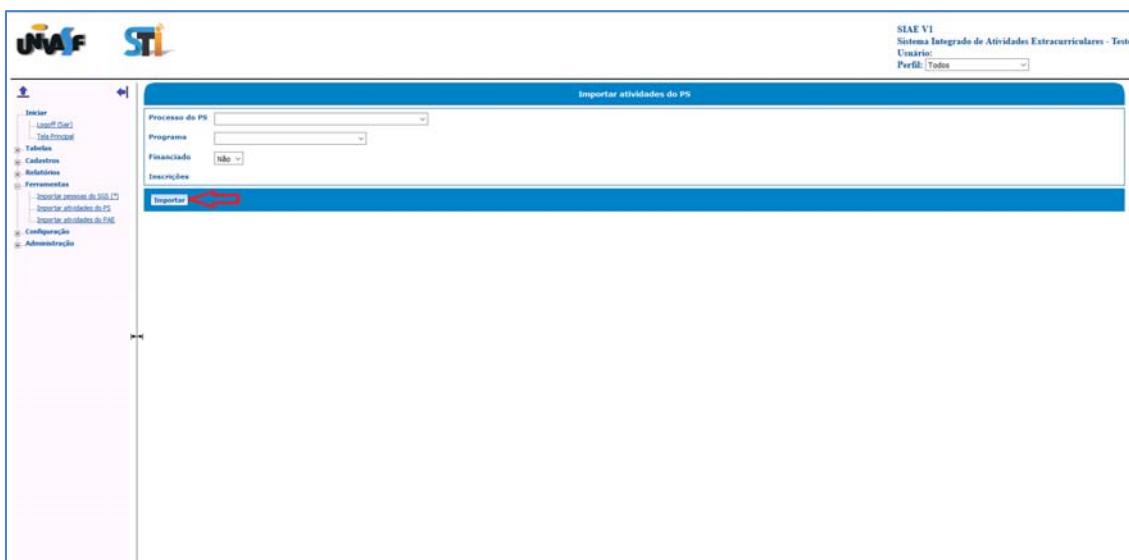 UNIVASF
STI
SIAE V1
Sistema Integrado de Atividades Extracurriculares - Teste
Usuário:
Perfil: Todos
Iniciar
Logoff (Sair)
Tela Principal
Tabelas
Cadastros
Relatórios
Ferramentas
Importar pessoas do SGS [*]
Importar atividades do PS
Importar atividades do PAE
Configuração
Administração
Importar atividades do PS
Processo do PS
Programa
Financiado Não
Inscrições
Importar